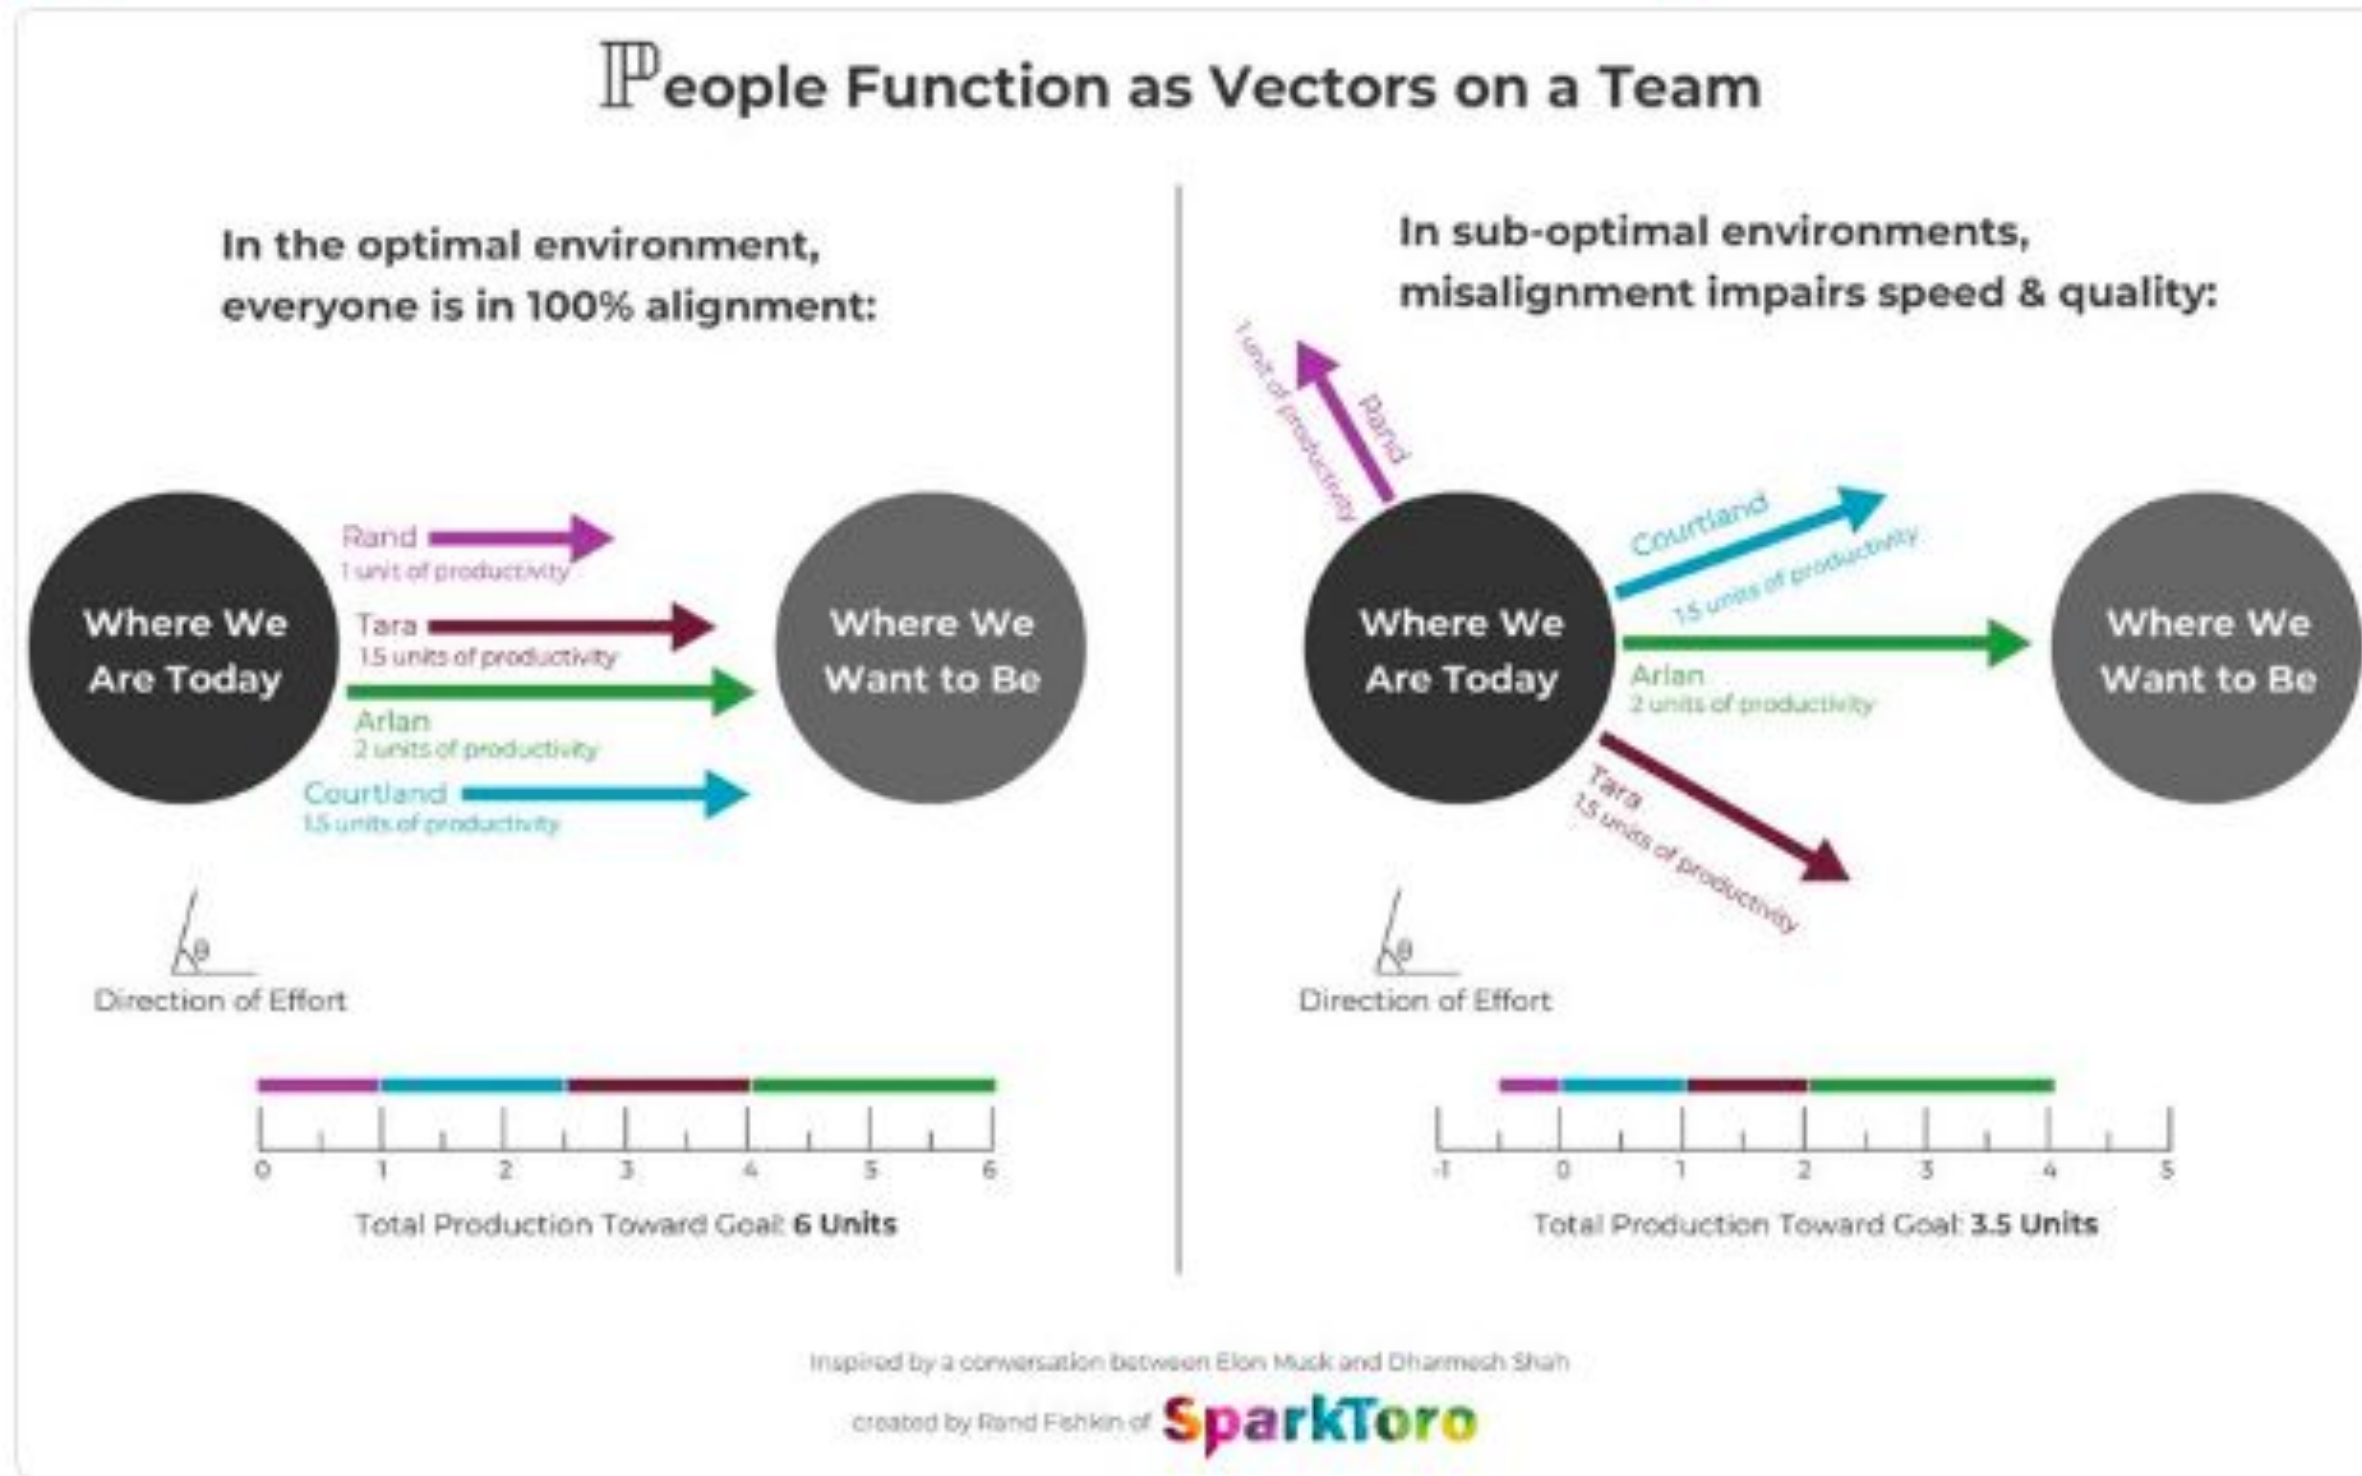 People Function as Vectors on a Team
In the optimal environment,
everyone is in 100% alignment:
Where We
Are Today
Rand
1 unit of productivity
Tara
1.5 units of productivity
Arlan
2 units of productivity
Courtland
1.5 units of productivity
Where We
Want to Be
θ
Direction of Effort
0 1 2 3 4 5 6
Total Production Toward Goal: 6 Units
In sub-optimal environments,
misalignment impairs speed & quality:
Rand
1 unit of productivity
Where We
Are Today
Courtland
1.5 units of productivity
Arlan
2 units of productivity
Tara
1.5 units of productivity
Where We
Want to Be
θ
Direction of Effort
-1 0 1 2 3 4 5
Total Production Toward Goal: 3.5 Units
Inspired by a conversation between Elon Musk and Dharmesh Shah
created by Rand Fishkin of SparkToro